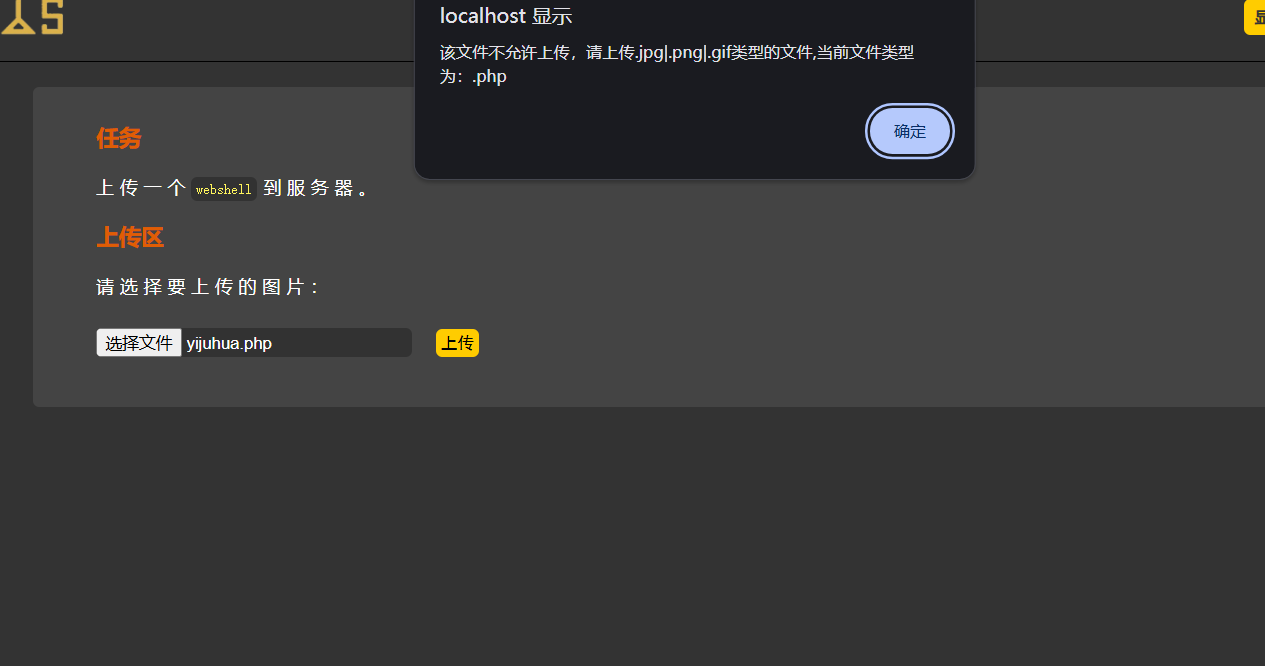 localhost 显示
该文件不允许上传，请上传.jpg|.png|.gif类型的文件,当前文件类型
为：.php
确定
任务
上传一个 webshell 到服务器。
上传区
请选择要上传的图片：
选择文件 yijuhua.php 上传